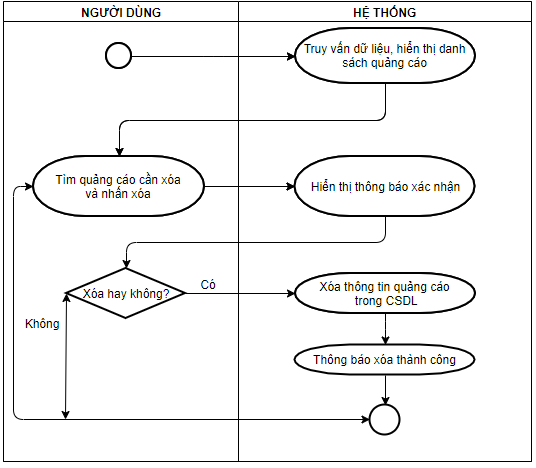 NGƯỜI DÙNG
HỆ THỐNG
Truy vấn dữ liệu, hiển thị danh
sách quảng cáo
Tìm quảng cáo cần xóa
và nhấn xóa
Hiển thị thông báo xác nhận
Xóa hay không?
Có
Xóa thông tin quảng cáo
trong CSDL
Không
Thông báo xóa thành công